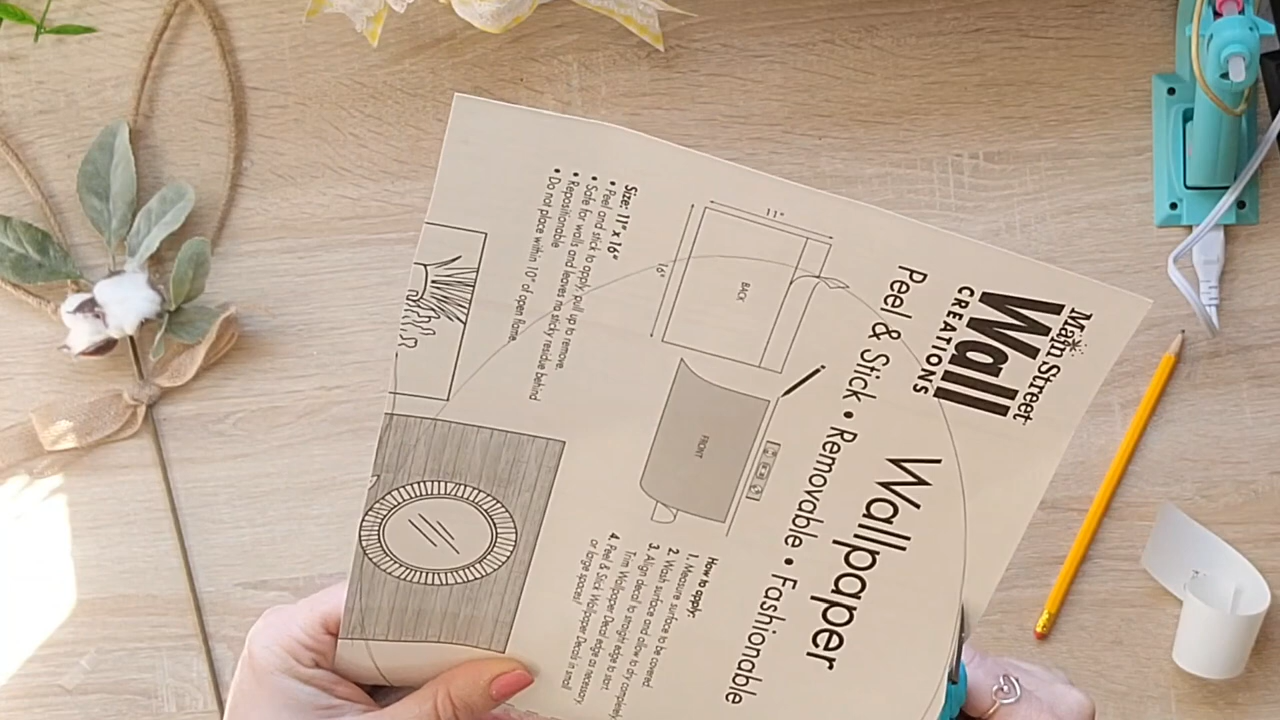 Main Street
Wall
CREATIONS
Wallpaper
Peel & Stick • Removable • Fashionable
11"
16"
BACK
FRONT
How to apply:
1. Measure surface to be covered.
2. Wash surface and allow to dry completely.
3. Align decal to straight edge to start.
Trim Wallpaper Decal edge as necessary.
4. Peel & Stick Wallpaper Decals in small
or large spaces!
Size: 11" x 16"
• Peel and stick to apply, pull up to remove.
• Safe for walls and leaves no sticky residue behind
• Repositionable
• Do not place within 10" of open flame.